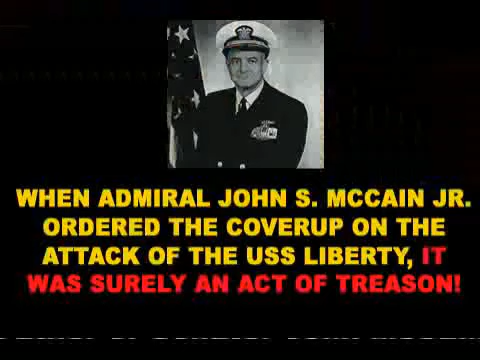 WHEN ADMIRAL JOHN S. MCCAIN JR.
ORDERED THE COVERUP ON THE
ATTACK OF THE USS LIBERTY, IT
WAS SURELY AN ACT OF TREASON!